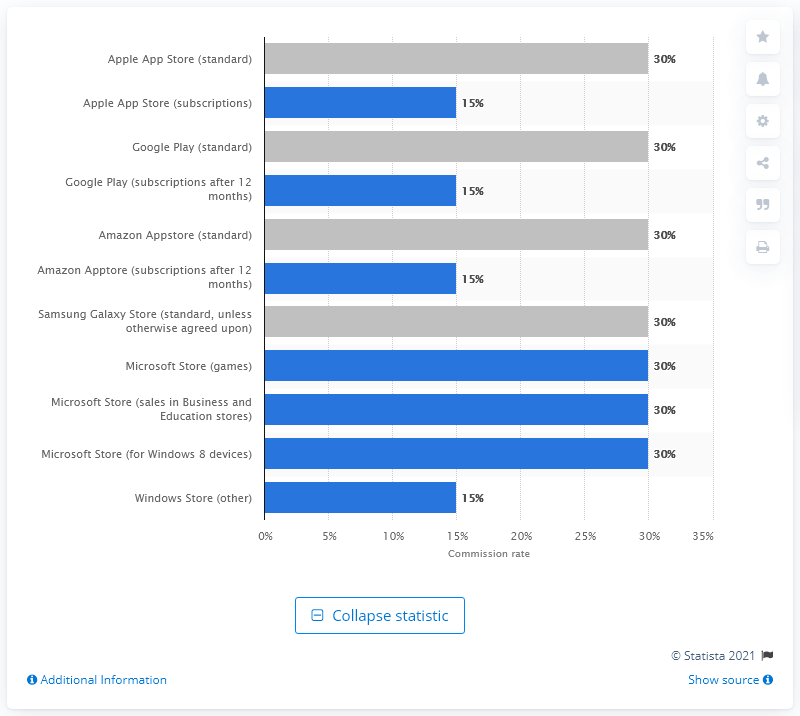 Apple App Store (standard)
30%
Apple App Store (subscriptions)
15%
Google Play (standard)
30%
Google Play (subscriptions after 12
months)
15%
Amazon Appstore (standard)
30%
Amazon Apptore (subscriptions after 12
months)
15%
Samsung Galaxy Store (standard, unless
otherwise agreed upon)
30%
Microsoft Store (games)
30%
Microsoft Store (sales in Business and
Education stores)
30%
Microsoft Store (for Windows 8 devices)
30%
Windows Store (other)
15%
0% 5% 10% 15% 20% 25% 30% 35%
Commission rate
Collapse statistic
© Statista 2021
Additional Information
Show source